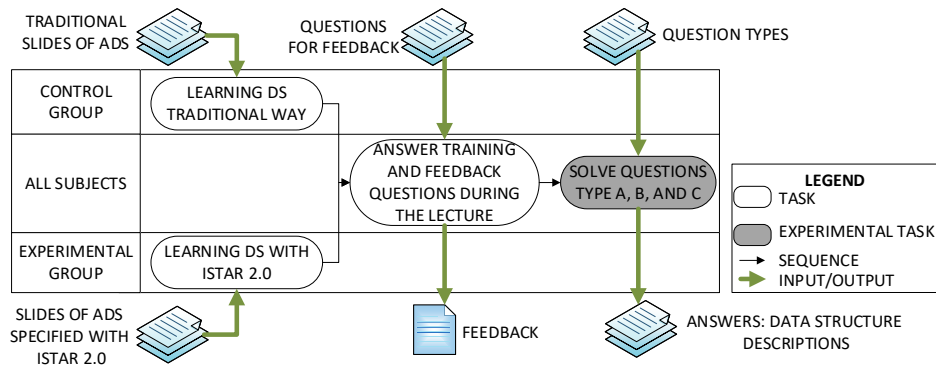 TRADITIONAL
SLIDES OF ADS
QUESTIONS
FOR FEEDBACK
QUESTION TYPES
CONTROL
GROUP
LEARNING DS
TRADITIONAL WAY
ALL SUBJECTS
ANSWER TRAINING
AND FEEDBACK
QUESTIONS DURING
THE LECTURE
SOLVE QUESTIONS
TYPE A, B, AND C
EXPERIMENTAL
GROUP
LEARNING DS WITH
ISTAR 2.0
SLIDES OF ADS
SPECIFIED WITH
ISTAR 2.0
FEEDBACK
ANSWERS: DATA STRUCTURE
DESCRIPTIONS
LEGEND
TASK
EXPERIMENTAL TASK
SEQUENCE
INPUT/OUTPUT